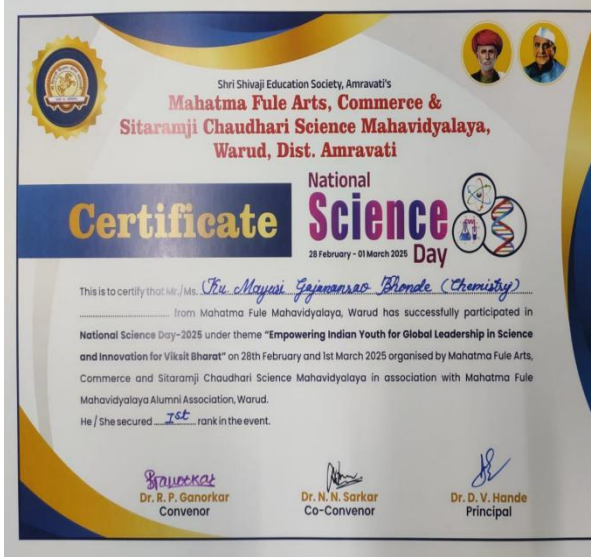 Shri Shivaji Education Society, Amravati's
Mahatma Fule Arts, Commerce &
Sitaramji Chaudhari Science Mahavidyalaya,
Warud, Dist. Amravati
Certificate
National
Science
28 February - 01 March 2025 Day
This is to certify that Mr./Ms. Ku Mayusi Gajananrao Bhonde (Chemistry)
from Mahatma Fule Mahavidyalaya, Warud has successfully participated in
National Science Day-2025 under theme "Empowering Indian Youth for Global Leadership in Science
and Innovation for Viksit Bharat" on 28th February and 1st March 2025 organised by Mahatma Fule Arts,
Commerce and Sitaramji Chaudhari Science Mahavidyalaya in association with Mahatma Fule
Mahavidyalaya Alumni Association, Warud.
He / She secured 1st rank in the event.
Dr. R. P. Ganorkar
Convenor
Dr. N. N. Sarkar
Co-Convenor
Dr. D. V. Hande
Principal